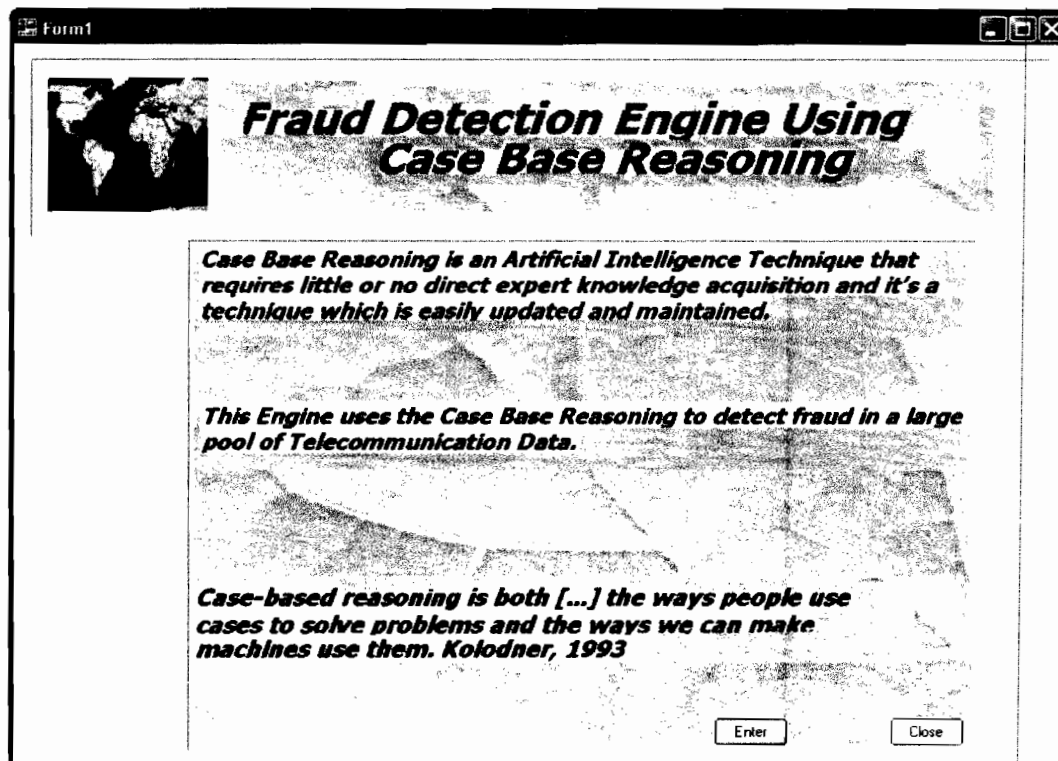 Form1
Fraud Detection Engine Using
Case Base Reasoning
Case Base Reasoning is an Artificial Intelligence Technique that
requires little or no direct expert knowledge acquisition and it's a
technique which is easily updated and maintained.
This Engine uses the Case Base Reasoning to detect fraud in a large
pool of Telecommunication Data.
Case-based reasoning is both [...] the ways people use
cases to solve problems and the ways we can make
machines use them. Kolodner, 1993
Enter Close